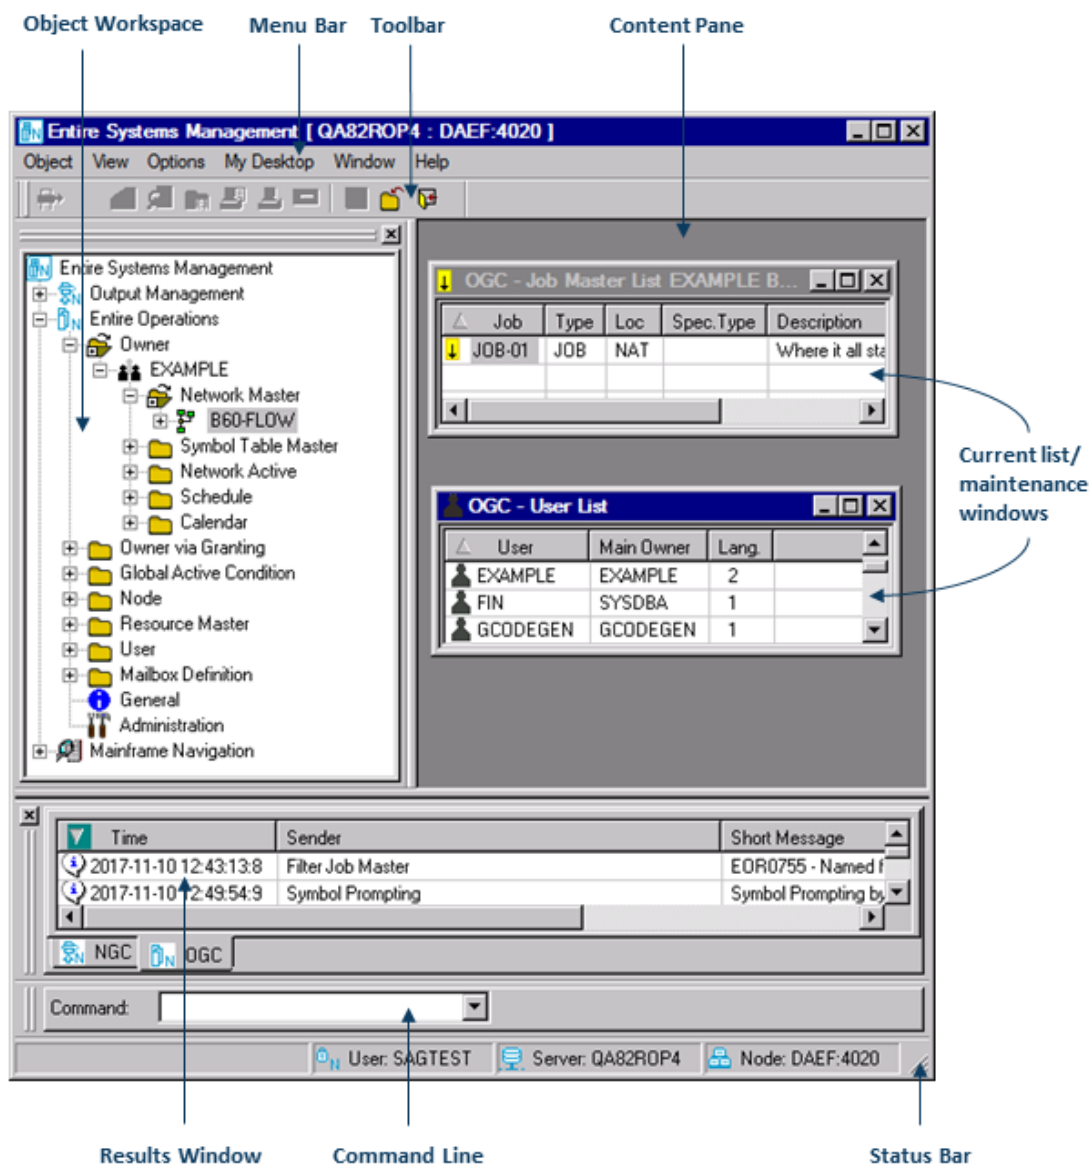 Object Workspace Menu Bar Toolbar Content Pane
Entire Systems Management [ QA82ROP4 : DAEF:4020 ]
Object View Options My Desktop Window Help
Entire Systems Management
Output Management
Entire Operations
Owner
EXAMPLE
Network Master
B60-FLOW
Symbol Table Master
Network Active
Schedule
Calendar
Owner via Granting
Global Active Condition
Node
Resource Master
User
Mailbox Definition
General
Administration
Mainframe Navigation
OGC - Job Master List EXAMPLE B...
Job Type Loc Spec.Type Description
JOB-01 JOB NAT Where it all sta
Current list/
maintenance
windows
OGC - User List
User Main Owner Lang.
EXAMPLE EXAMPLE 2
FIN SYSDBA 1
GCODEGEN GCODEGEN 1
Time Sender Short Message
2017-11-10 12:43:13:8 Filter Job Master EOR0755 - Named f
2017-11-10 12:49:54:9 Symbol Prompting Symbol Prompting by
NGC OGC
Command:
User: SAGTEST Server: QA82ROP4 Node: DAEF:4020
Results Window Command Line Status Bar